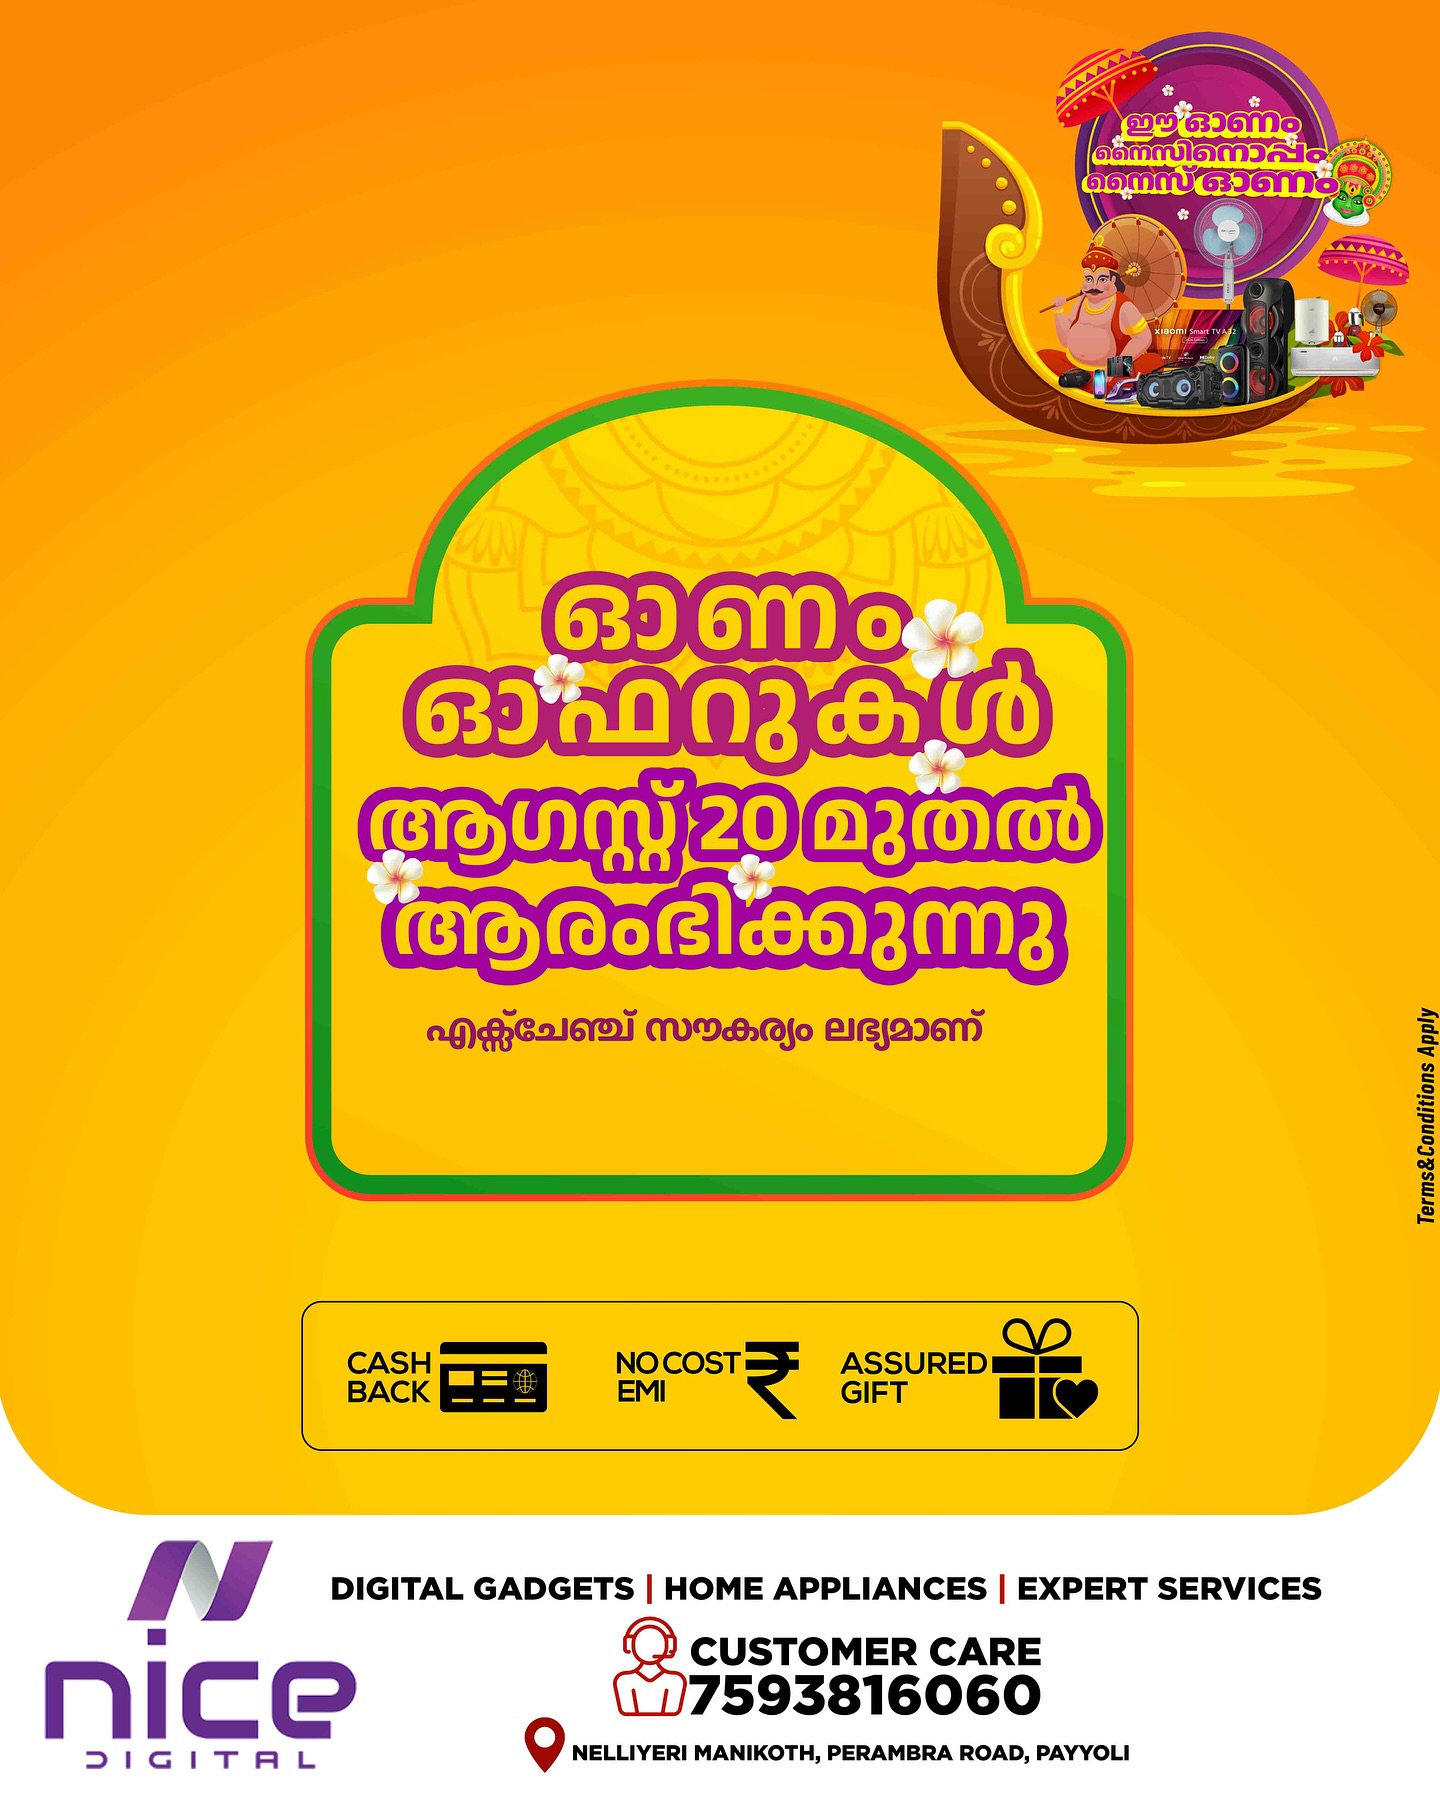 ഈ ഓണം
നൈസിനൊപ്പം
നൈസ് ഓണം
xiaomi Smart TV A 32
ഓണം
ഓഫറുകൾ
ആഗസ്റ്റ് 20 മുതൽ
ആരംഭിക്കുന്നു
എക്സ്ചേഞ്ച് സൗകര്യം ലഭ്യമാണ്
Terms&Conditions Apply
CASH BACK
NO COST EMI
ASSURED GIFT
nice
DIGITAL
DIGITAL GADGETS | HOME APPLIANCES | EXPERT SERVICES
CUSTOMER CARE
7593816060
NELLIYERI MANIKOTH, PERAMBRA ROAD, PAYYOLI